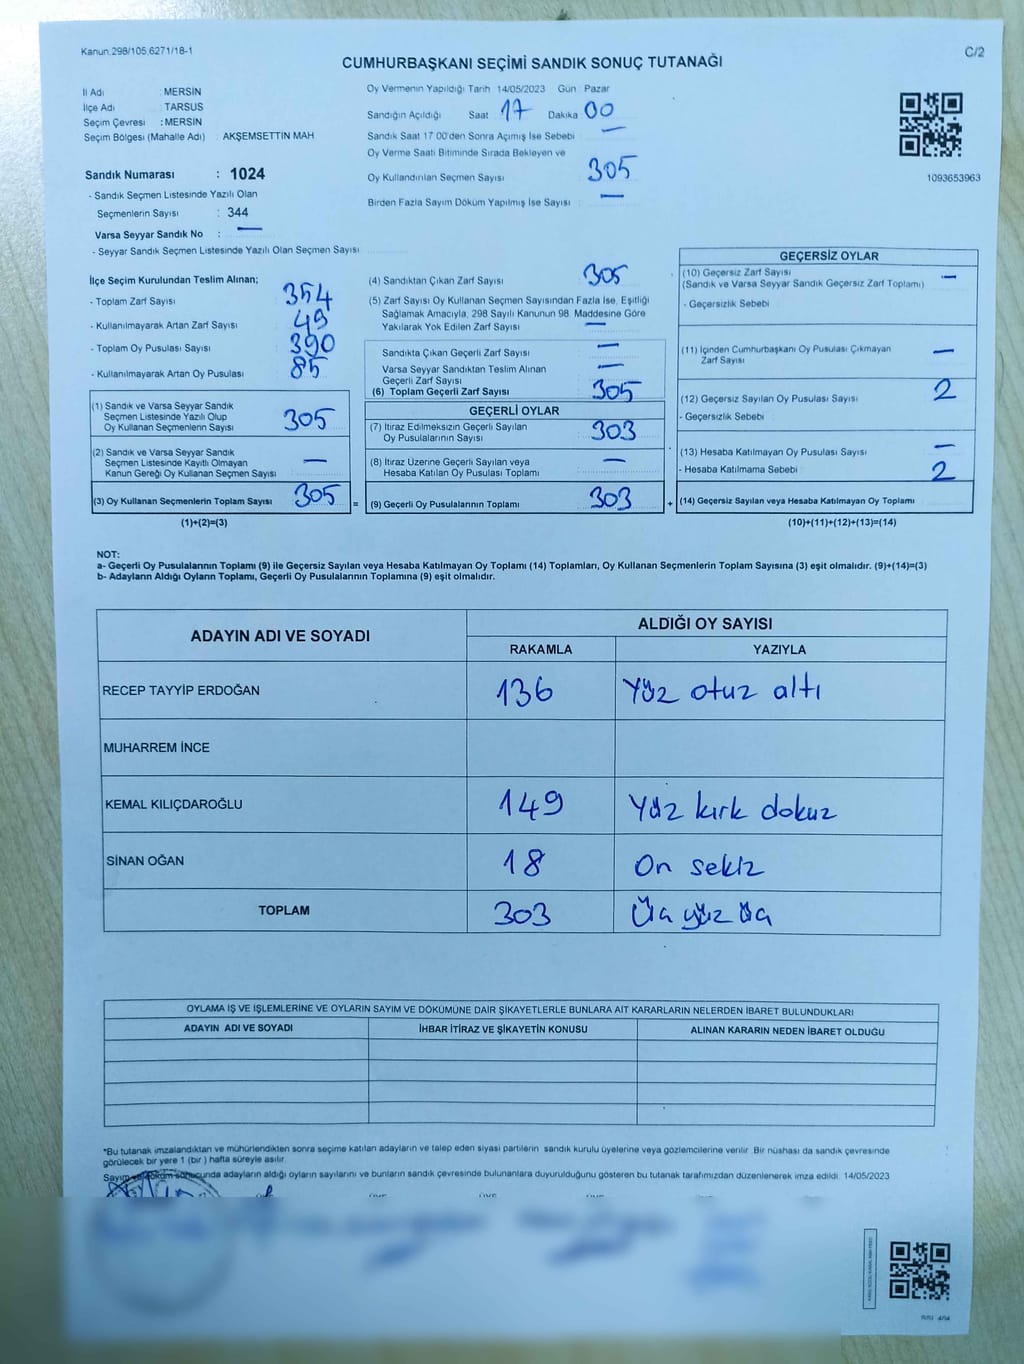 Kanun.298/105,6271/18-1
C/2
CUMHURBAŞKANI SEÇİMİ SANDIK SONUÇ TUTANAĞI
İl Adı : MERSİN
İlçe Adı : TARSUS
Seçim Çevresi : MERSİN
Seçim Bölgesi (Mahalle Adı) : AKŞEMSETTİN MAH.
Sandık Numarası : 1024
- Sandık Seçmen Listesinde Yazılı Olan
Seçmenlerin Sayısı : 344
Varsa Seyyar Sandık No : —
- Seyyar Sandık Seçmen Listesinde Yazılı Olan Seçmen Sayısı
Oy Vermenin Yapıldığı Tarih 14/05/2023 Gün Pazar
Sandığın Açıldığı Saat 17 Dakika 00
Sandık Saat 17.00'den Sonra Açımış İse Sebebi —
Oy Verme Saati Bitiminde Sırada Bekleyen ve
Oy Kullandırılan Seçmen Sayısı 305
Birden Fazla Sayım Döküm Yapılmış İse Sayısı —
1093653963
İlçe Seçim Kurulundan Teslim Alınan;
- Toplam Zarf Sayısı 354
- Kullanılmayarak Artan Zarf Sayısı 49
- Toplam Oy Pusulası Sayısı 390
- Kullanılmayarak Artan Oy Pusulası 85
(1) Sandık ve Varsa Seyyar Sandık
Seçmen Listesinde Yazılı Olup
Oy Kullanan Seçmenlerin Sayısı 305
(2) Sandık ve Varsa Seyyar Sandık
Seçmen Listesinde Kayıtlı Olmayan
Kanun Gereği Oy Kullanan Seçmen Sayısı —
(3) Oy Kullanan Seçmenlerin Toplam Sayısı 305 =
(1)+(2)=(3)
(4) Sandıktan Çıkan Zarf Sayısı 305
(5) Zarf Sayısı Oy Kullanan Seçmen Sayısından Fazla İse, Eşitliği
Sağlamak Amacıyla, 298 Sayılı Kanunun 98. Maddesine Göre
Yakılarak Yok Edilen Zarf Sayısı —
Sandıkta Çıkan Geçerli Zarf Sayısı —
Varsa Seyyar Sandıktan Teslim Alınan
Geçerli Zarf Sayısı —
(6) Toplam Geçerli Zarf Sayısı 305
GEÇERLİ OYLAR
(7) İtiraz Edilmeksizin Geçerli Sayılan
Oy Pusulalarının Sayısı 303
(8) İtiraz Üzerine Geçerli Sayılan veya
Hesaba Katılan Oy Pusulası Toplamı —
(9) Geçerli Oy Pusulalarının Toplamı 303 +
GEÇERSİZ OYLAR
(10) Geçersiz Zarf Sayısı —
(Sandık ve Varsa Seyyar Sandık Geçersiz Zarf Toplamı)
- Geçersizlik Sebebi
(11) İçinden Cumhurbaşkanı Oy Pusulası Çıkmayan
Zarf Sayısı —
(12) Geçersiz Sayılan Oy Pusulası Sayısı 2
- Geçersizlik Sebebi
(13) Hesaba Katılmayan Oy Pusulası Sayısı —
- Hesaba Katılmama Sebebi
(14) Geçersiz Sayılan veya Hesaba Katılmayan Oy Toplamı 2
(10)+(11)+(12)+(13)=(14)
NOT:
a- Geçerli Oy Pusulalarının Toplamı (9) ile Geçersiz Sayılan veya Hesaba Katılmayan Oy Toplamı (14) Toplamları, Oy Kullanan Seçmenlerin Toplam Sayısına (3) eşit olmalıdır. (9)+(14)=(3)
b- Adayların Aldığı Oyların Toplamı, Geçerli Oy Pusulalarının Toplamına (9) eşit olmalıdır.
ADAYIN ADI VE SOYADI ALDIĞI OY SAYISI
RAKAMLA YAZIYLA
RECEP TAYYİP ERDOĞAN 136 Yüz otuz altı
MUHARREM İNCE
KEMAL KILIÇDAROĞLU 149 Yüz kırk dokuz
SİNAN OĞAN 18 On sekiz
TOPLAM 303 Üç yüz üç
OYLAMA İŞ VE İŞLEMLERİNE VE OYLARIN SAYIM VE DÖKÜMÜNE DAİR ŞİKAYETLERLE BUNLARA AİT KARARLARIN NELERDEN İBARET BULUNDUKLARI
ADAYIN ADI VE SOYADI İHBAR İTİRAZ VE ŞİKAYETİN KONUSU ALINAN KARARIN NEDEN İBARET OLDUĞU
*Bu tutanak imzalandıktan ve mühürlendikten sonra seçime katılan adayların ve talep eden siyasi partilerin sandık kurulu üyelerine veya gözlemcilerine verilir. Bir nüshası da sandık çevresinde
görülecek bir yere 1 (bir ) hafta süreyle asılır.
Sayım ve döküm sonucunda adayların aldığı oyların sayılarını ve bunların sandık çevresinde bulunanlara duyurulduğunu gösteren bu tutanak tarafımızdan düzenlenerek imza edildi. 14/05/2023